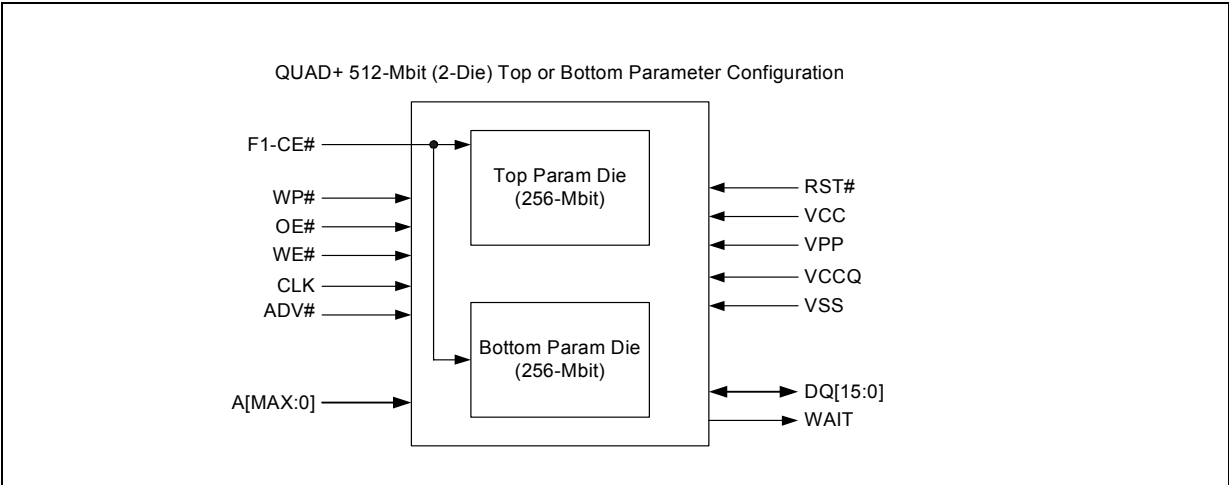 QUAD+ 512-Mbit (2-Die) Top or Bottom Parameter Configuration
F1-CE#
WP#
OE#
WE#
CLK
ADV#
A[MAX:0]
Top Param Die
(256-Mbit)
Bottom Param Die
(256-Mbit)
RST#
VCC
VPP
VCCQ
VSS
DQ[15:0]
WAIT